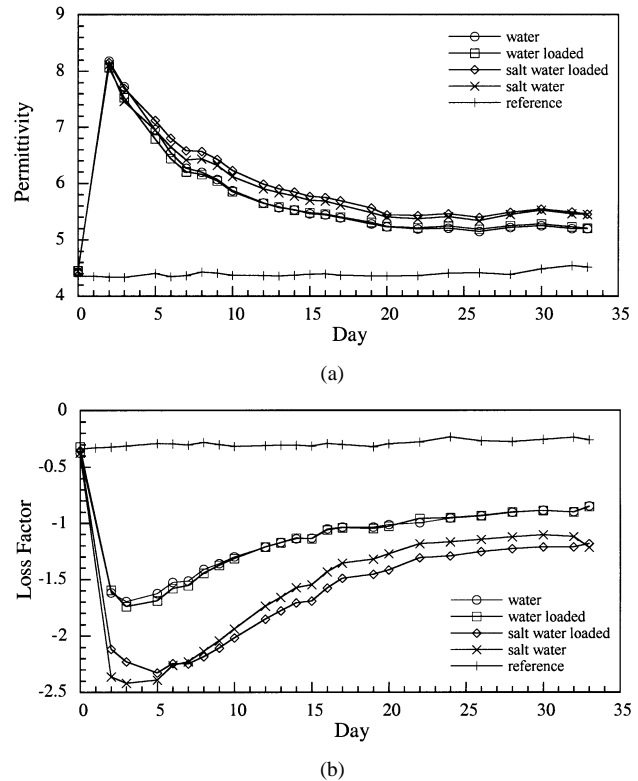 9
8
7
6
5
4
Permittivity
water
water loaded
salt water loaded
salt water
reference
0 5 10 15 20 25 30 35
Day
(a)
0
-0.5
-1
-1.5
-2
-2.5
Loss Factor
water
water loaded
salt water loaded
salt water
reference
0 5 10 15 20 25 30 35
Day
(b)